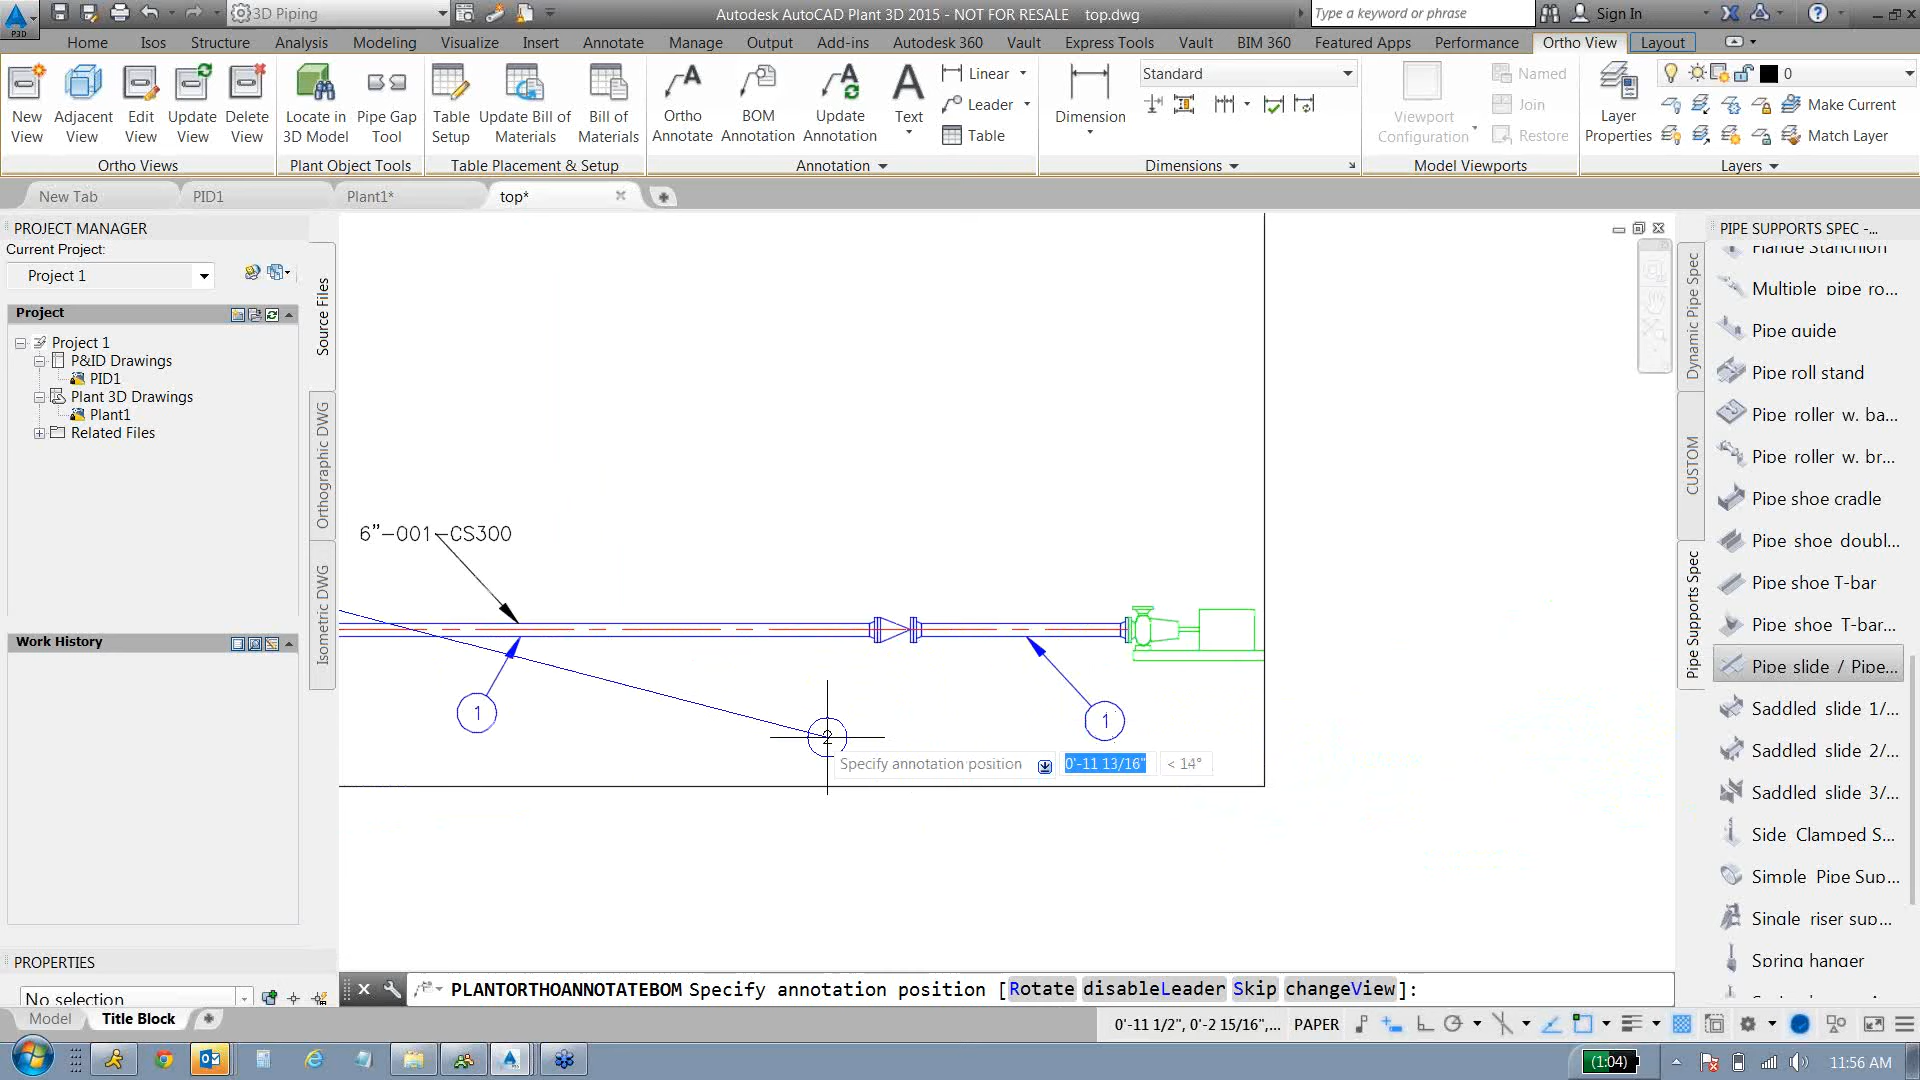 3D Piping
Autodesk AutoCAD Plant 3D 2015 - NOT FOR RESALE top.dwg
Type a keyword or phrase
Sign In
P3D
Home Isos Structure Analysis Modeling Visualize Insert Annotate Manage Output Add-ins Autodesk 360 Vault Express Tools Vault BIM 360 Featured Apps Performance Ortho View Layout
New View
Adjacent View
Edit View
Update View
Delete View
Locate in 3D Model
Pipe Gap Tool
Table Setup
Update Bill of Materials
Bill of Materials
Ortho Annotate
BOM Annotation
Update Annotation
Text
Linear
Leader
Table
Dimension
Standard
Viewport Configuration
Named
Join
Restore
Layer Properties
0
Make Current
Match Layer
Ortho Views Plant Object Tools Table Placement & Setup Annotation Dimensions Model Viewports Layers
New Tab PID1 Plant1* top*
PROJECT MANAGER
Current Project:
Project 1
Project
Project 1
P&ID Drawings
PID1
Plant 3D Drawings
Plant1
Related Files
Work History
PROPERTIES
No selection
Source Files
Orthographic DWG
Isometric DWG
6"-001-CS300
1
2
1
Specify annotation position 0'-11 13/16" < 14°
PLANTORTHOANNOTATEBOM Specify annotation position [Rotate disableLeader Skip changeView]:
Model Title Block
0'-11 1/2", 0'-2 15/16",... PAPER
PIPE SUPPORTS SPEC -...
Dynamic Pipe Spec
CUSTOM
Pipe Supports Spec
Flange Stanchion
Multiple pipe ro...
Pipe guide
Pipe roll stand
Pipe roller w. ba...
Pipe roller w. br...
Pipe shoe cradle
Pipe shoe doubl...
Pipe shoe T-bar
Pipe shoe T-bar...
Pipe slide / Pipe...
Saddled slide 1/...
Saddled slide 2/...
Saddled slide 3/...
Side Clamped S...
Simple Pipe Sup...
Single riser sup...
Spring hanger
(1:04)
11:56 AM